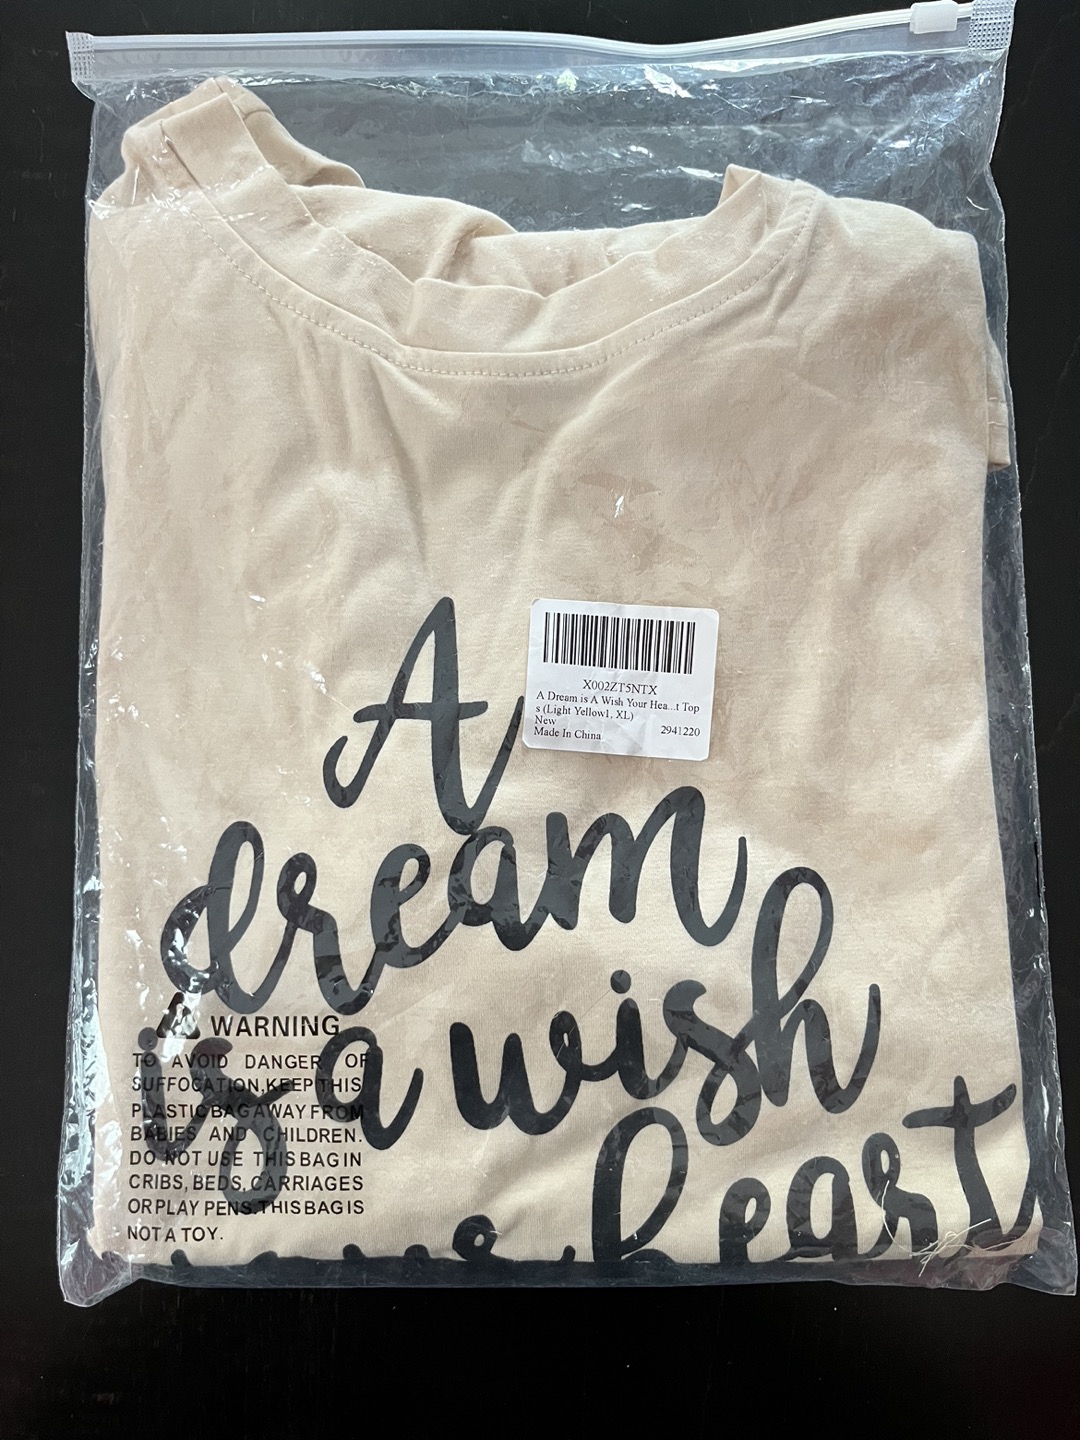 X002ZT5NTX
A Dream is A Wish Your Hea...t Top
s (Light Yellow1, XL)
New
Made In China 2941220
A
dream
is a wish
your heart
WARNING
TO AVOID DANGER OF
SUFFOCATION,KEEP THIS
PLASTIC BAG AWAY FROM
BABIES AND CHILDREN.
DO NOT USE THIS BAG IN
CRIBS, BEDS, CARRIAGES
OR PLAY PENS.THIS BAG IS
NOT A TOY.